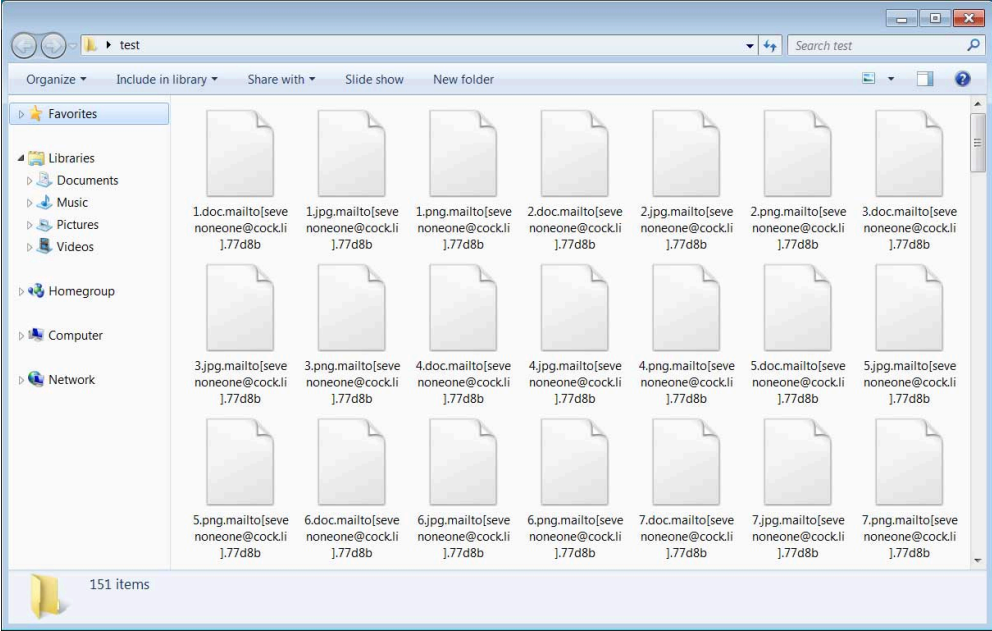 test
Search test
Organize
Include in library
Share with
Slide show
New folder
Favorites
Libraries
Documents
Music
Pictures
Videos
Homegroup
Computer
Network
1.doc.mailto[seve
noneone@cock.li
].77d8b
1.jpg.mailto[seve
noneone@cock.li
].77d8b
1.png.mailto[seve
noneone@cock.li
].77d8b
2.doc.mailto[seve
noneone@cock.li
].77d8b
2.jpg.mailto[seve
noneone@cock.li
].77d8b
2.png.mailto[seve
noneone@cock.li
].77d8b
3.doc.mailto[seve
noneone@cock.li
].77d8b
3.jpg.mailto[seve
noneone@cock.li
].77d8b
3.png.mailto[seve
noneone@cock.li
].77d8b
4.doc.mailto[seve
noneone@cock.li
].77d8b
4.jpg.mailto[seve
noneone@cock.li
].77d8b
4.png.mailto[seve
noneone@cock.li
].77d8b
5.doc.mailto[seve
noneone@cock.li
].77d8b
5.jpg.mailto[seve
noneone@cock.li
].77d8b
5.png.mailto[seve
noneone@cock.li
].77d8b
6.doc.mailto[seve
noneone@cock.li
].77d8b
6.jpg.mailto[seve
noneone@cock.li
].77d8b
6.png.mailto[seve
noneone@cock.li
].77d8b
7.doc.mailto[seve
noneone@cock.li
].77d8b
7.jpg.mailto[seve
noneone@cock.li
].77d8b
7.png.mailto[seve
noneone@cock.li
].77d8b
151 items